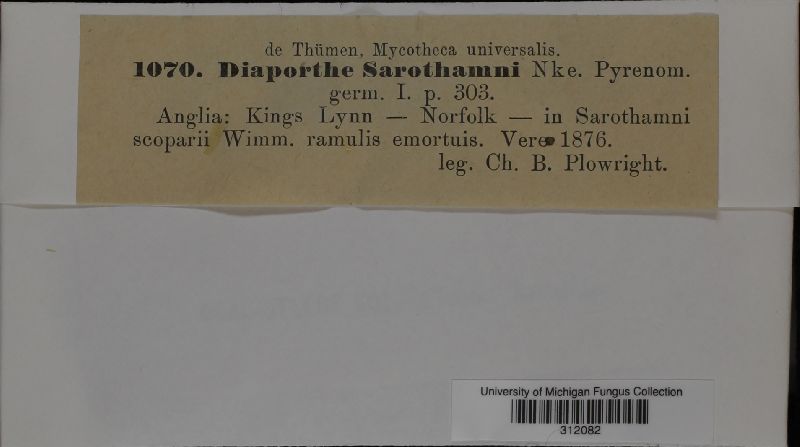 de Thümen, Mycotheca universalis.
1070. Diaporthe Sarothamni Nke. Pyrenom.
germ. I. p. 303.
Anglia: Kings Lynn — Norfolk — in Sarothamni
scoparii Wimm. ramulis emortuis. Vere 1876.
leg. Ch. B. Plowright.
University of Michigan Fungus Collection
312082